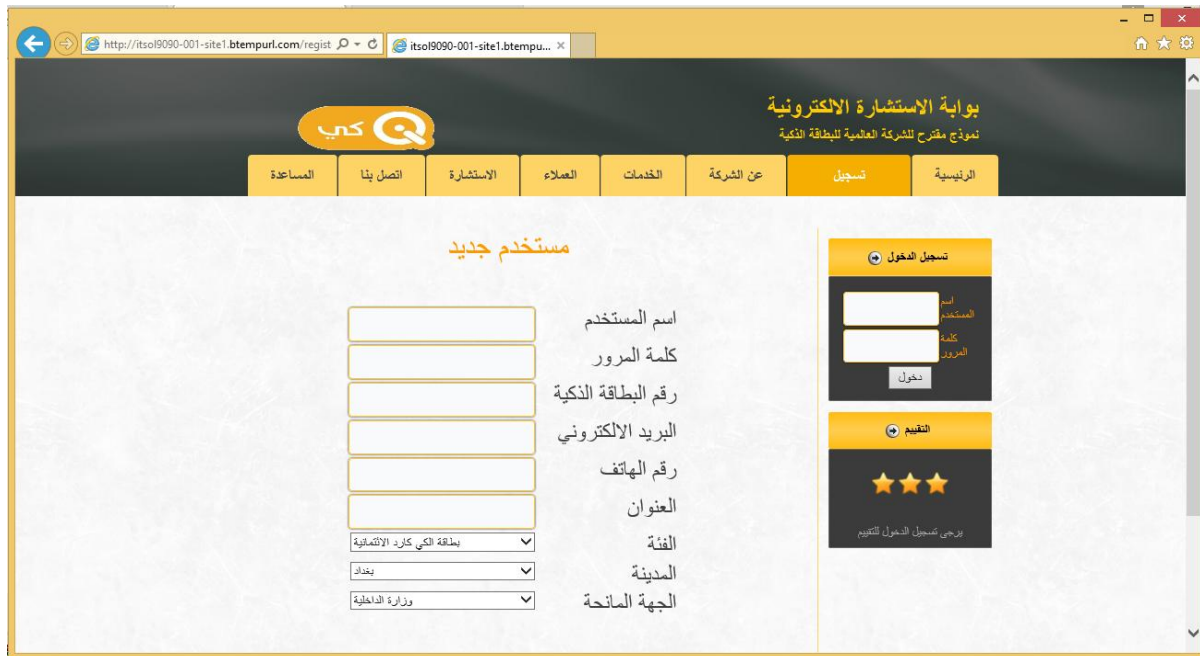 http://itsol9090-001-site1.btempurl.com/regist
itsol9090-001-site1.btempu...
بوابة الاستشارة الالكترونية
نموذج مقترح للشركة العالمية للبطاقة الذكية
كي
الرئيسية
تسجيل
عن الشركة
الخدمات
العملاء
الاستشارة
اتصل بنا
المساعدة
تسجيل الدخول
اسم
المستخدم
كلمة
المرور
دخول
التقييم
يرجى تسجيل الدخول للتقييم
مستخدم جديد
اسم المستخدم
كلمة المرور
رقم البطاقة الذكية
البريد الالكتروني
رقم الهاتف
العنوان
الفئة
بطاقة الكي كارد الائتمانية
المدينة
بغداد
الجهة المانحة
وزارة الداخلية